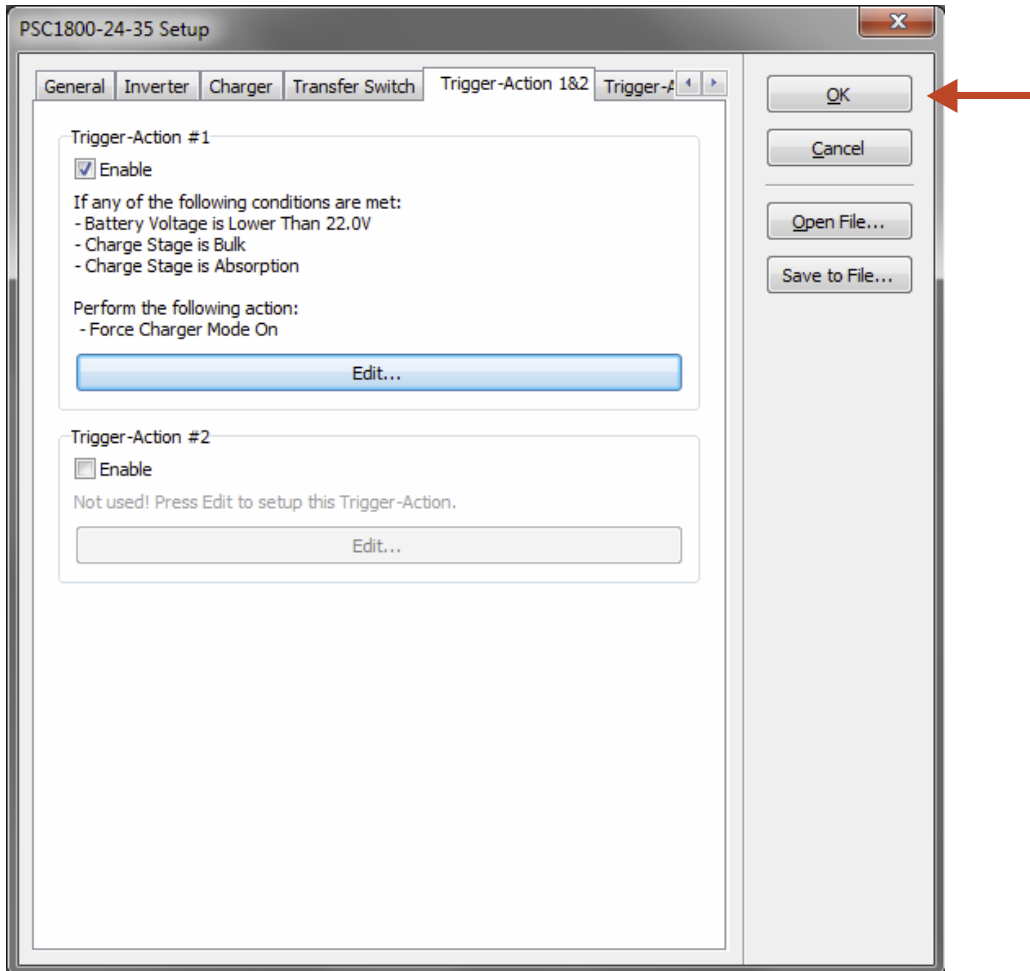 PSC1800-24-35 Setup
x
General Inverter Charger Transfer Switch Trigger-Action 1&2 Trigger-A
Trigger-Action #1
Enable
If any of the following conditions are met:
- Battery Voltage is Lower Than 22.0V
- Charge Stage is Bulk
- Charge Stage is Absorption
Perform the following action:
- Force Charger Mode On
Edit...
Trigger-Action #2
Enable
Not used! Press Edit to setup this Trigger-Action.
Edit...
OK
Cancel
Open File...
Save to File...